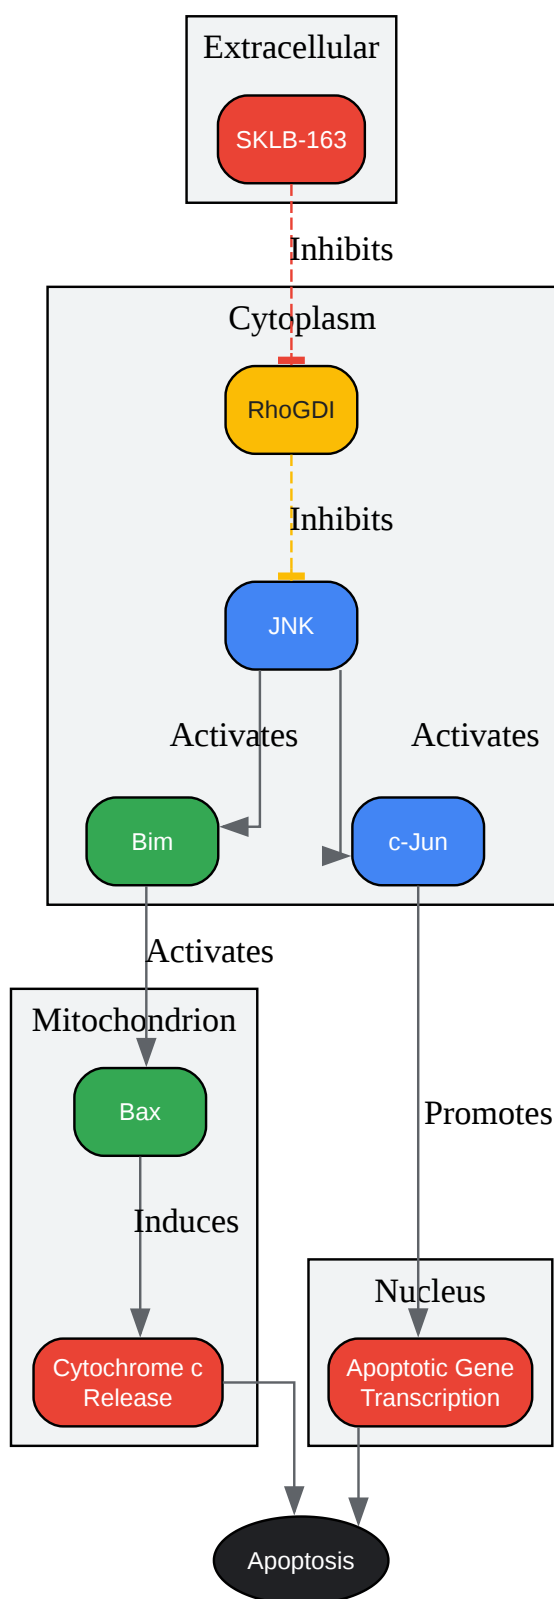 Extracellular
SKLB-163
Inhibits
Cytoplasm
RhoGDI
Inhibits
JNK
Activates
Activates
Bim
c-Jun
Activates
Mitochondrion
Bax
Promotes
Induces
Nucleus
Cytochrome c
Release
Apoptotic Gene
Transcription
Apoptosis